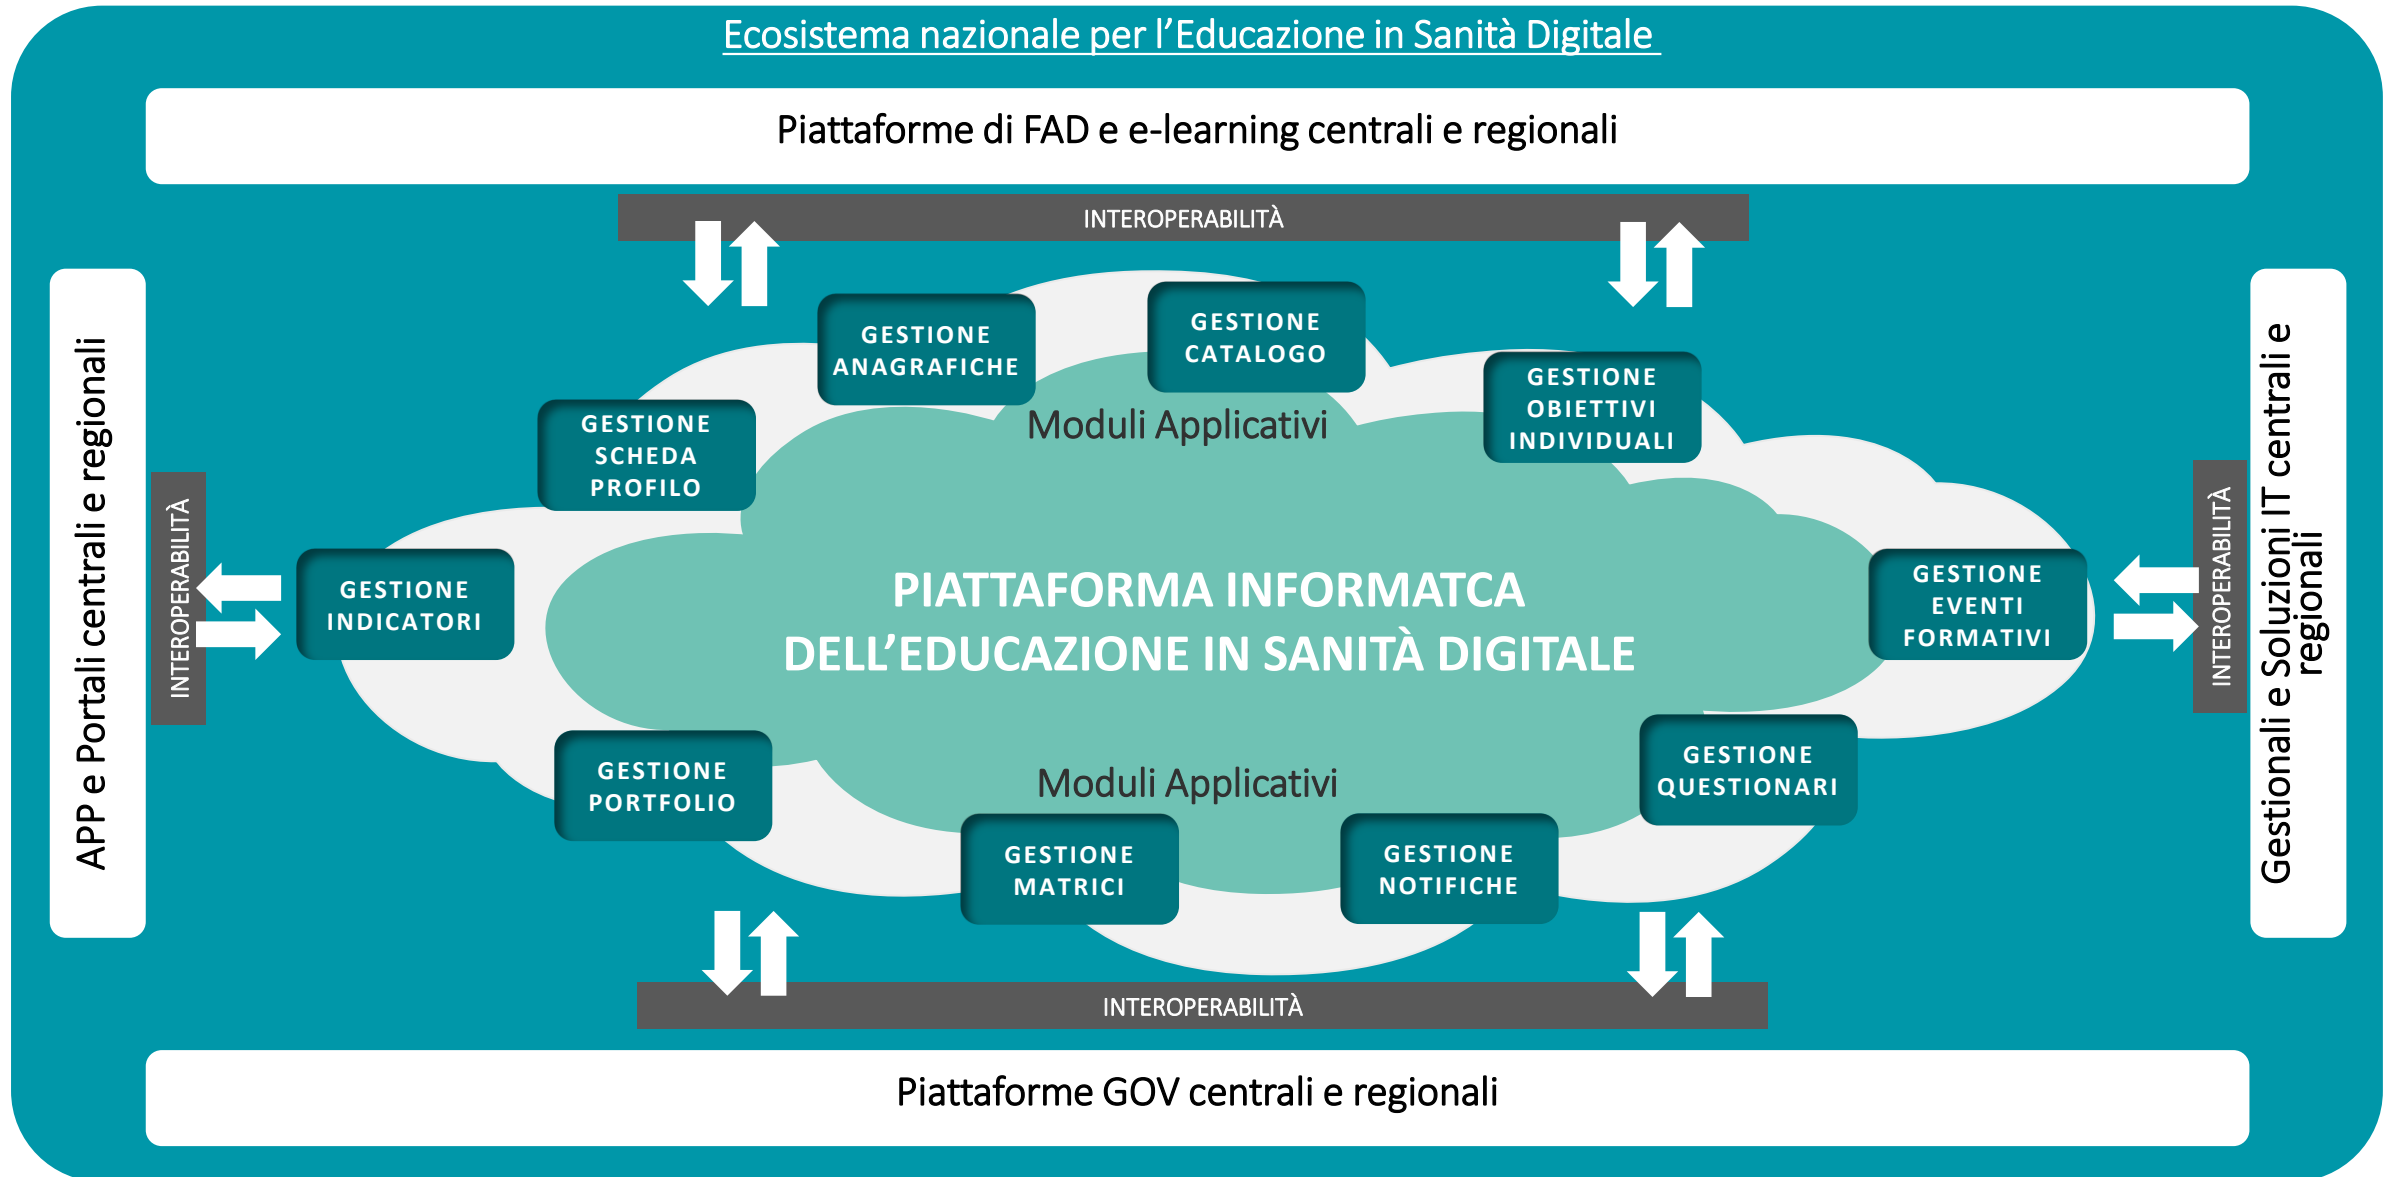 Ecosistema nazionale per l'Educazione in Sanità Digitale
Piattaforme di FAD e e-learning centrali e regionali
INTEROPERABILITÀ
GESTIONE
ANAGRAFICHE
GESTIONE
CATALOGO
GESTIONE
OBIETTIVI
INDIVIDUALI
GESTIONE
SCHEDA
PROFILO
Moduli Applicativi
APP e Portali centrali e regionali
INTEROPERABILITÀ
GESTIONE
INDICATORI
PIATTAFORMA INFORMATCA
DELL'EDUCAZIONE IN SANITÀ DIGITALE
GESTIONE
EVENTI
FORMATIVI
INTEROPERABILITÀ
Gestionali e Soluzioni IT centrali e
regionali
GESTIONE
PORTFOLIO
Moduli Applicativi
GESTIONE
QUESTIONARI
GESTIONE
MATRICI
GESTIONE
NOTIFICHE
INTEROPERABILITÀ
Piattaforme GOV centrali e regionali